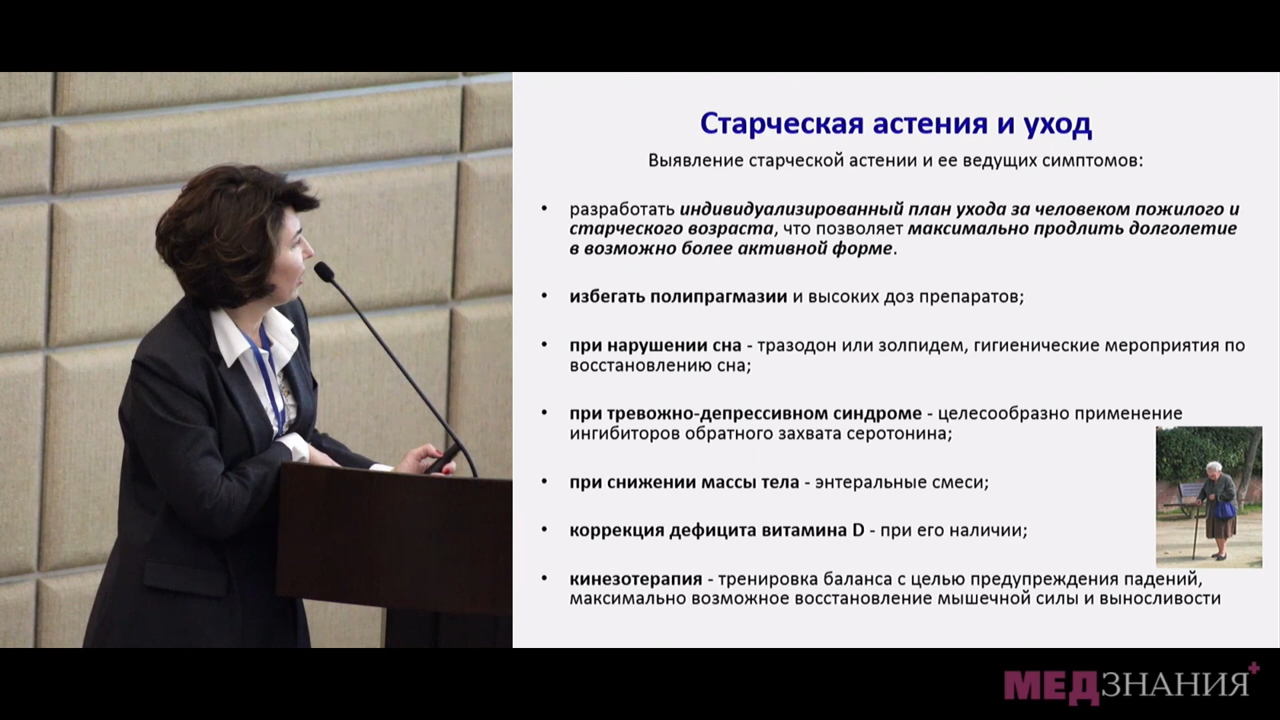 Старческая астения и уход
Выявление старческой астении и ее ведущих симптомов:
• разработать индивидуализированный план ухода за человеком пожилого и
старческого возраста, что позволяет максимально продлить долголетие
в возможно более активной форме.
• избегать полипрагмазии и высоких доз препаратов;
• при нарушении сна - тразодон или золпидем, гигиенические мероприятия по
восстановлению сна;
• при тревожно-депрессивном синдроме - целесообразно применение
ингибиторов обратного захвата серотонина;
• при снижении массы тела - энтеральные смеси;
• коррекция дефицита витамина D - при его наличии;
• кинезотерапия - тренировка баланса с целью предупреждения падений,
максимально возможное восстановление мышечной силы и выносливости
МЕДЗНАНИЯ+